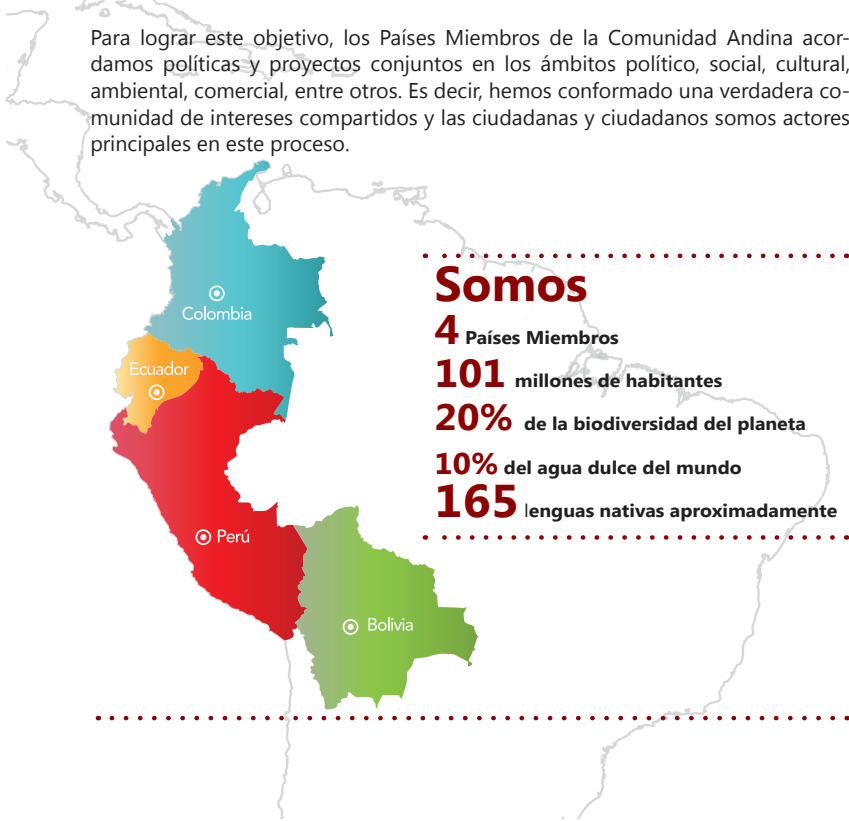 Para lograr este objetivo, los Países Miembros de la Comunidad Andina acor-
damos políticas y proyectos conjuntos en los ámbitos político, social, cultural,
ambiental, comercial, entre otros. Es decir, hemos conformado una verdadera co-
munidad de intereses compartidos y las ciudadanas y ciudadanos somos actores
principales en este proceso.
Colombia
Ecuador
Perú
Bolivia
Somos
4 Países Miembros
101 millones de habitantes
20% de la biodiversidad del planeta
10% del agua dulce del mundo
165 lenguas nativas aproximadamente